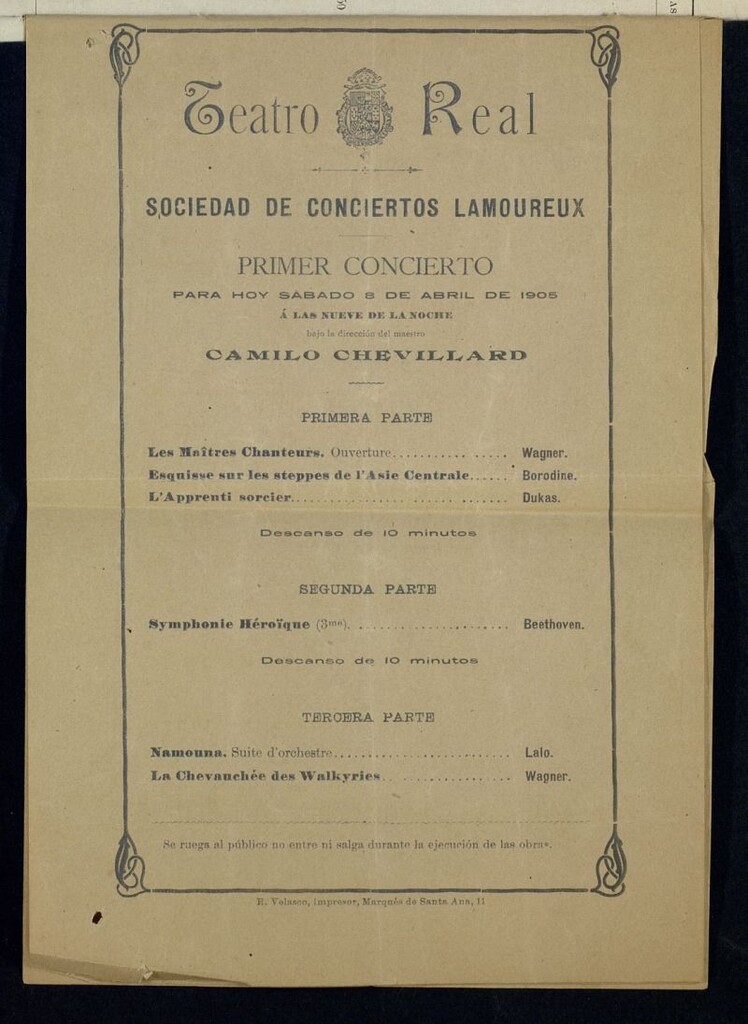 Teatro Real
SOCIEDAD DE CONCIERTOS LAMOUREUX
PRIMER CONCIERTO
PARA HOY SÁBADO 8 DE ABRIL DE 1905
Á LAS NUEVE DE LA NOCHE
bajo la dirección del maestro
CAMILO CHEVILLARD
PRIMERA PARTE
Les Maîtres Chanteurs. Ouverture........... ..... Wagner.
Esquisse sur les steppes de l'Asie Centrale...... Borodine.
L'Apprenti sorcier................................ Dukas.
Descanso de 10 minutos
SEGUNDA PARTE
Symphonie Héroïque (3me). ...................... Beethoven.
Descanso de 10 minutos
TERCERA PARTE
Namouna. Suite d'orchestre.......................... Lalo.
La Chevauchée des Walkyries.. ............... Wagner.
Se ruega al público no entre ni salga durante la ejecución de las obras.
R. Velasco, impresor, Marqués de Santa Ana, 11